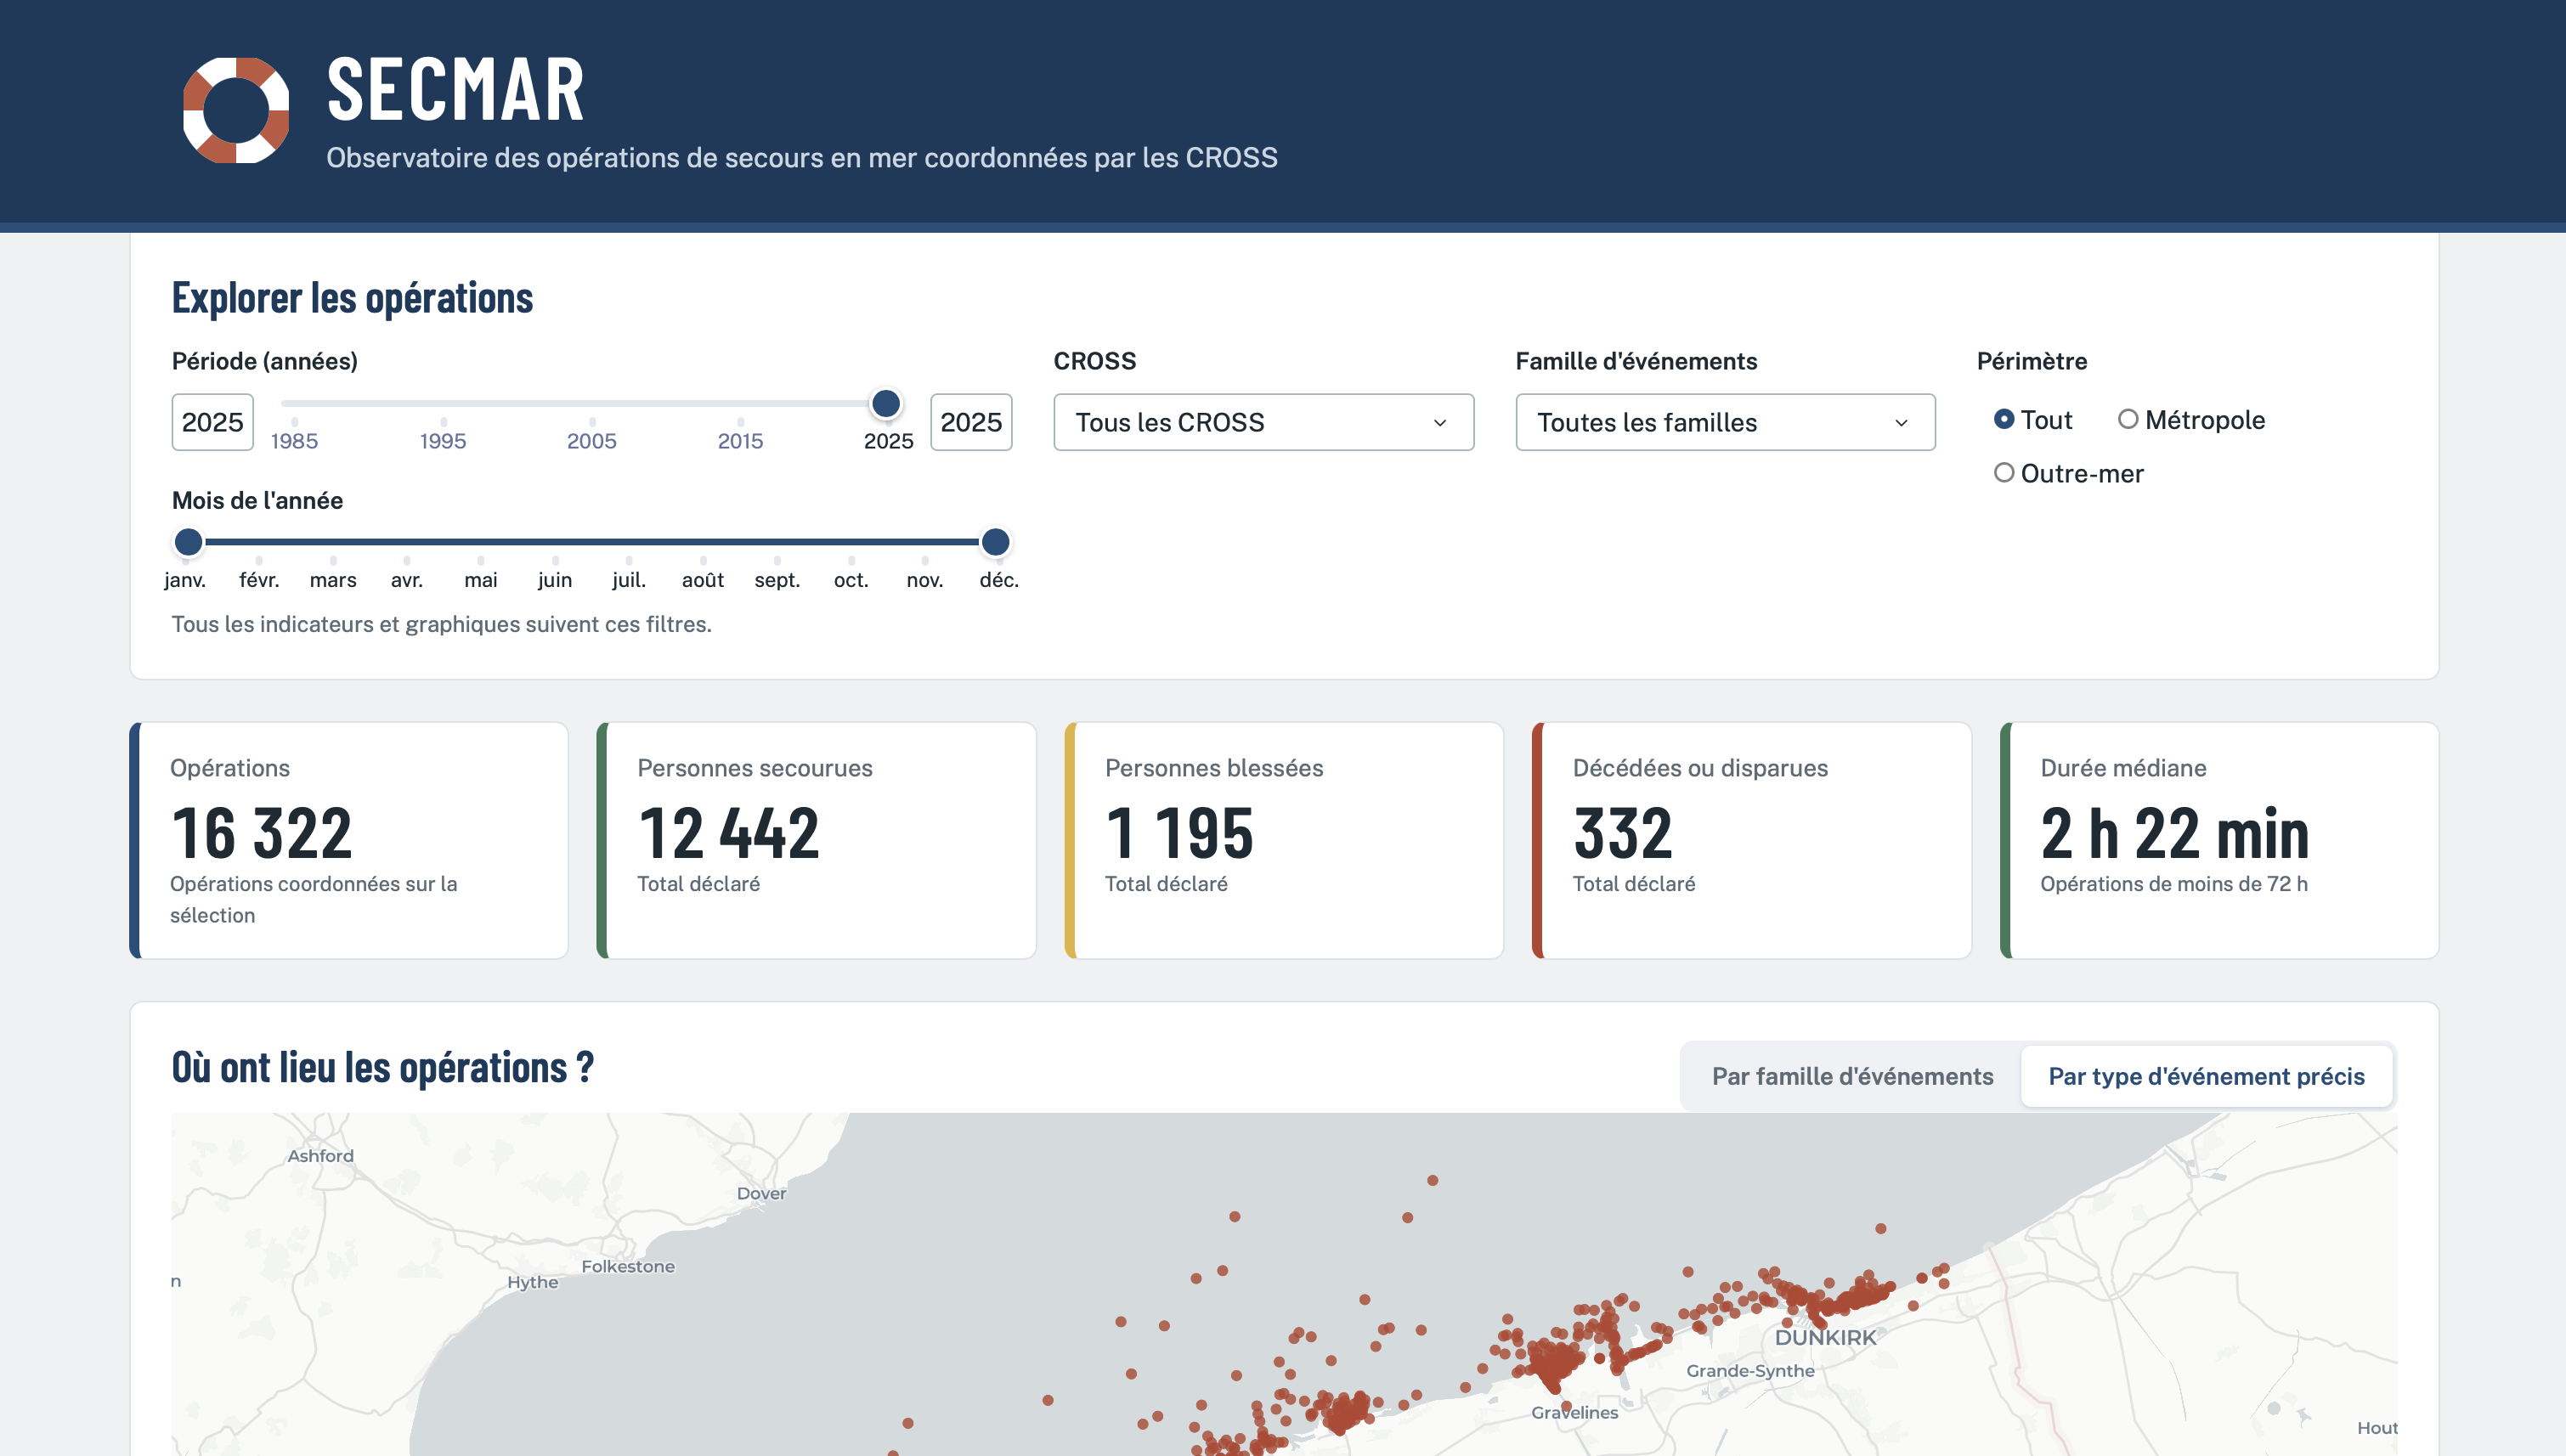 SECMAR
Observatoire des opérations de secours en mer coordonnées par les CROSS
Explorer les opérations
Période (années)
2025
1985 1995 2005 2015 2025
2025
CROSS
Tous les CROSS
Famille d'événements
Toutes les familles
Périmètre
Tout Métropole
Outre-mer
Mois de l'année
janv. févr. mars avr. mai juin juil. août sept. oct. nov. déc.
Tous les indicateurs et graphiques suivent ces filtres.
Opérations
16 322
Opérations coordonnées sur la
sélection
Personnes secourues
12 442
Total déclaré
Personnes blessées
1 195
Total déclaré
Décédées ou disparues
332
Total déclaré
Durée médiane
2 h 22 min
Opérations de moins de 72 h
Où ont lieu les opérations ?
Par famille d'événements
Par type d'événement précis
Ashford
Dover
Folkestone
n
Hythe
DUNKIRK
Grande-Synthe
Gravelines
Hout